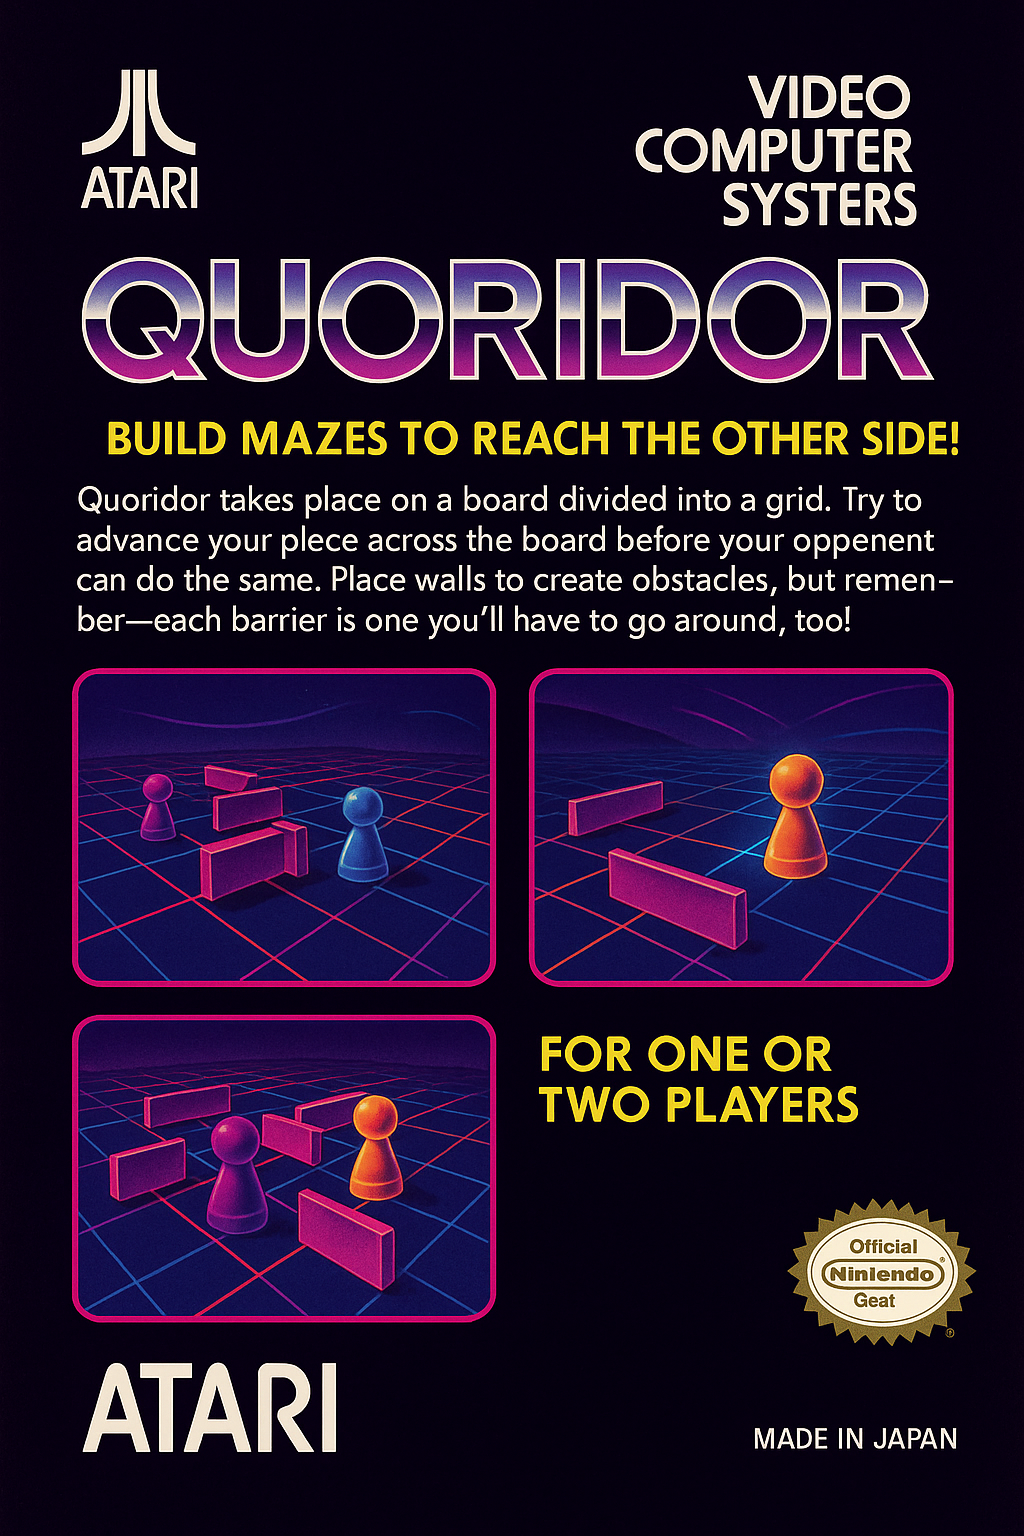 ATARI
VIDEO
COMPUTER
SYSTERS
QUORIDOR
BUILD MAZES TO REACH THE OTHER SIDE!
Quoridor takes place on a board divided into a grid. Try to
advance your plece across the board before your oppenent
can do the same. Place walls to create obstacles, but remen–
ber—each barrier is one you’ll have to go around, too!
FOR ONE OR
TWO PLAYERS
Official
Ninlendo®
Geat
ATARI
MADE IN JAPAN